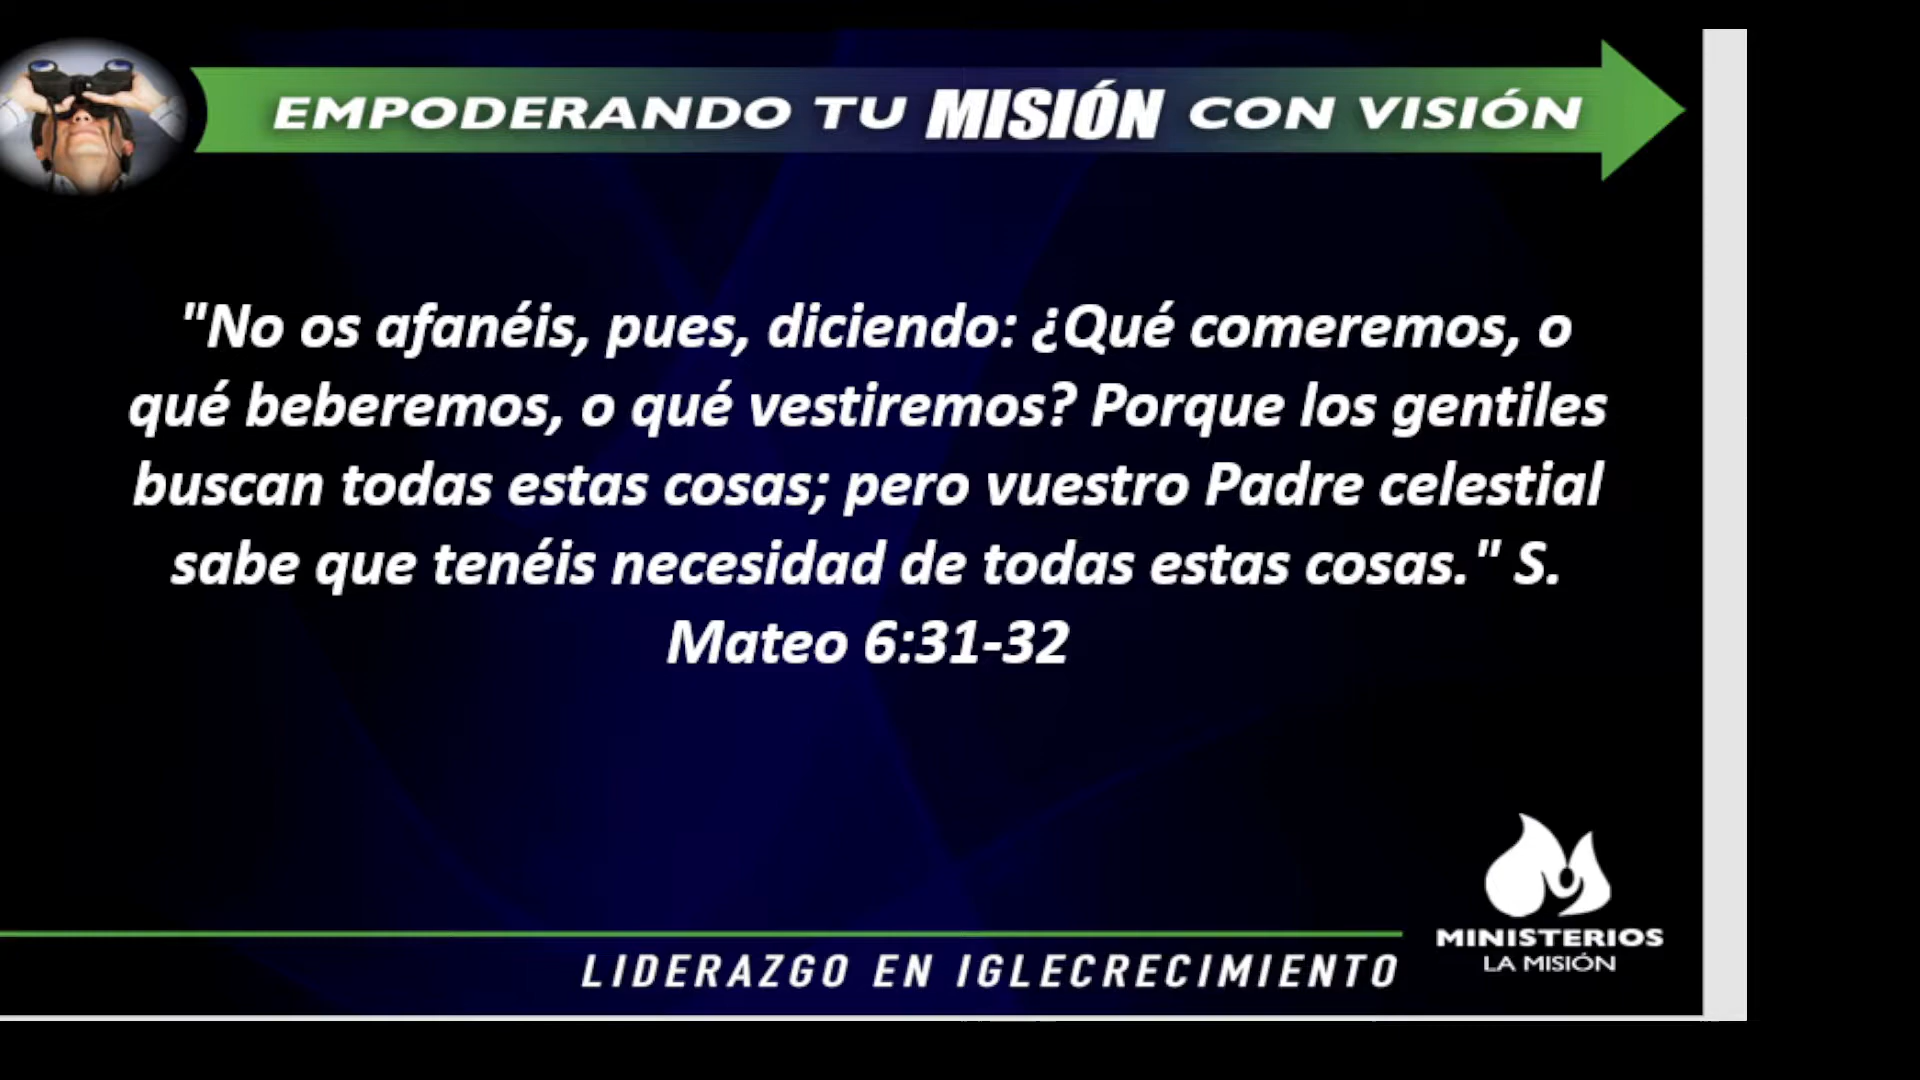 EMPODERANDO TU MISIÓN CON VISIÓN
"No os afanéis, pues, diciendo: ¿Qué comeremos, o
qué beberemos, o qué vestiremos? Porque los gentiles
buscan todas estas cosas; pero vuestro Padre celestial
sabe que tenéis necesidad de todas estas cosas." S.
Mateo 6:31-32
MINISTERIOS
LA MISIÓN
LIDERAZGO EN IGLECRECIMIENTO